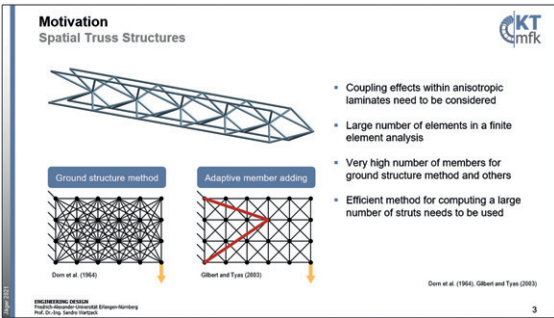 Motivation
Spatial Truss Structures
KT
mfk
Coupling effects within anisotropic
laminates need to be considered
Large number of elements in a finite
element analysis
Very high number of members for
ground structure method and others
Efficient method for computing a large
number of struts needs to be used
Ground structure method
Adaptive member adding
Dorn et al. (1964)
Gilbert and Tyas (2003)
Dorn et al. (1964), Gilbert and Tyas (2003)
Jäger 2021
ENGINEERING DESIGN
Friedrich-Alexander-Universität Erlangen-Nürnberg
Prof. Dr.-Ing. Sandro Wartzack
3